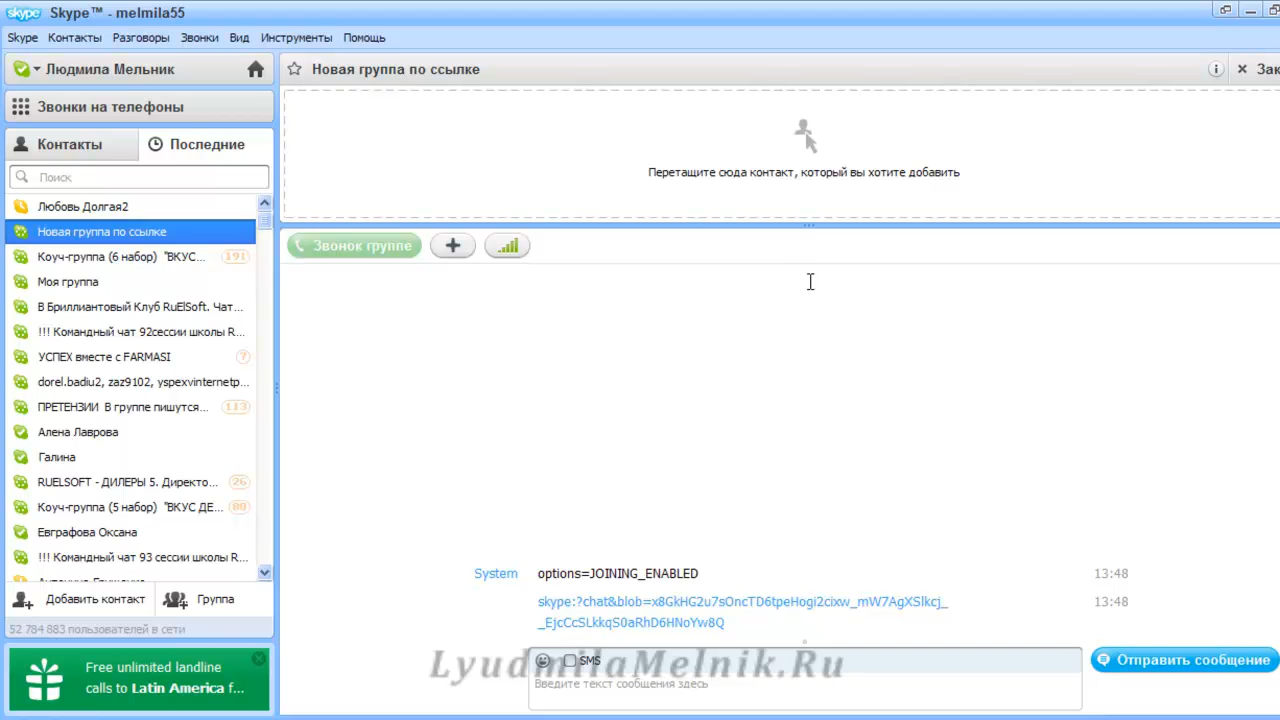 Skype™ - melmila55
Skype Контакты Разговоры Звонки Вид Инструменты Помощь
Людмила Мельник
Звонки на телефоны
Контакты
Последние
Поиск
Любовь Долгая2
Новая группа по ссылке
Коуч-группа (6 набор) "ВКУС... 191
Моя группа
В Бриллиантовый Клуб RuElSoft. Чат...
!!! Командный чат 92сессии школы R...
УСПЕХ вместе с FARMASI 7
dorel.badiu2, zaz9102, yspexvinternetp...
ПРЕТЕНЗИИ В группе пишутся... 113
Алена Лаврова
Галина
RUELSOFT - ДИЛЕРЫ 5. Директо... 26
Коуч-группа (5 набор) "ВКУС ДЕ... 80
Евграфова Оксана
!!! Командный чат 93 сессии школы R...
Добавить контакт
Группа
52 784 883 пользователей в сети
Free unlimited landline
calls to Latin America f...
Новая группа по ссылке
Зак
Перетащите сюда контакт, который вы хотите добавить
Звонок группе
System options=JOINING_ENABLED 13:48
skype:?chat&blob=x8GkHG2u7sOncTD6tpeHogi2cixw_mW7AgXSlkcj_ 13:48
_EjcCcSLkkqS0aRhD6HNoYw8Q
SMS
LyudmilaMelnik.Ru
Введите текст сообщения здесь
Отправить сообщение